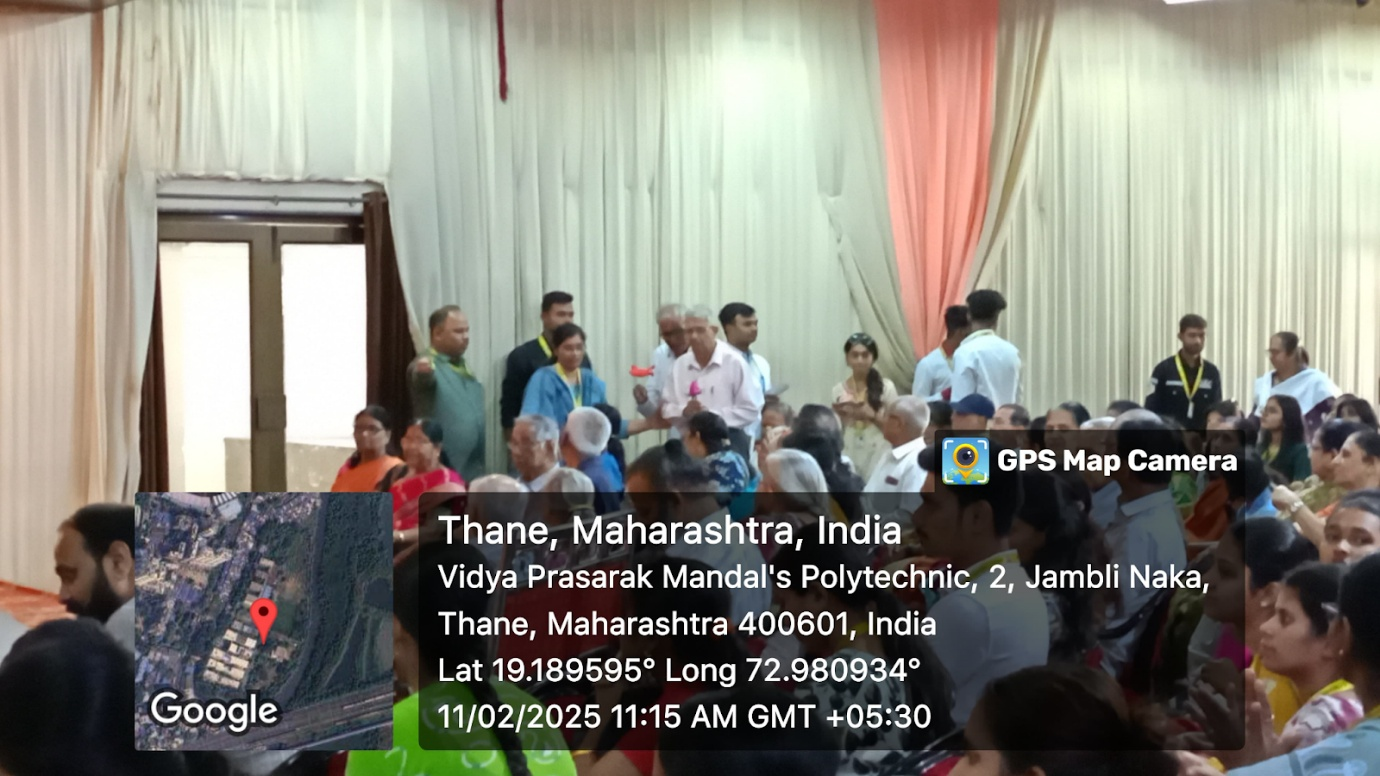 GPS Map Camera
Thane, Maharashtra, India
Vidya Prasarak Mandal's Polytechnic, 2, Jambli Naka,
Thane, Maharashtra 400601, India
Lat 19.189595° Long 72.980934°
11/02/2025 11:15 AM GMT +05:30
Google